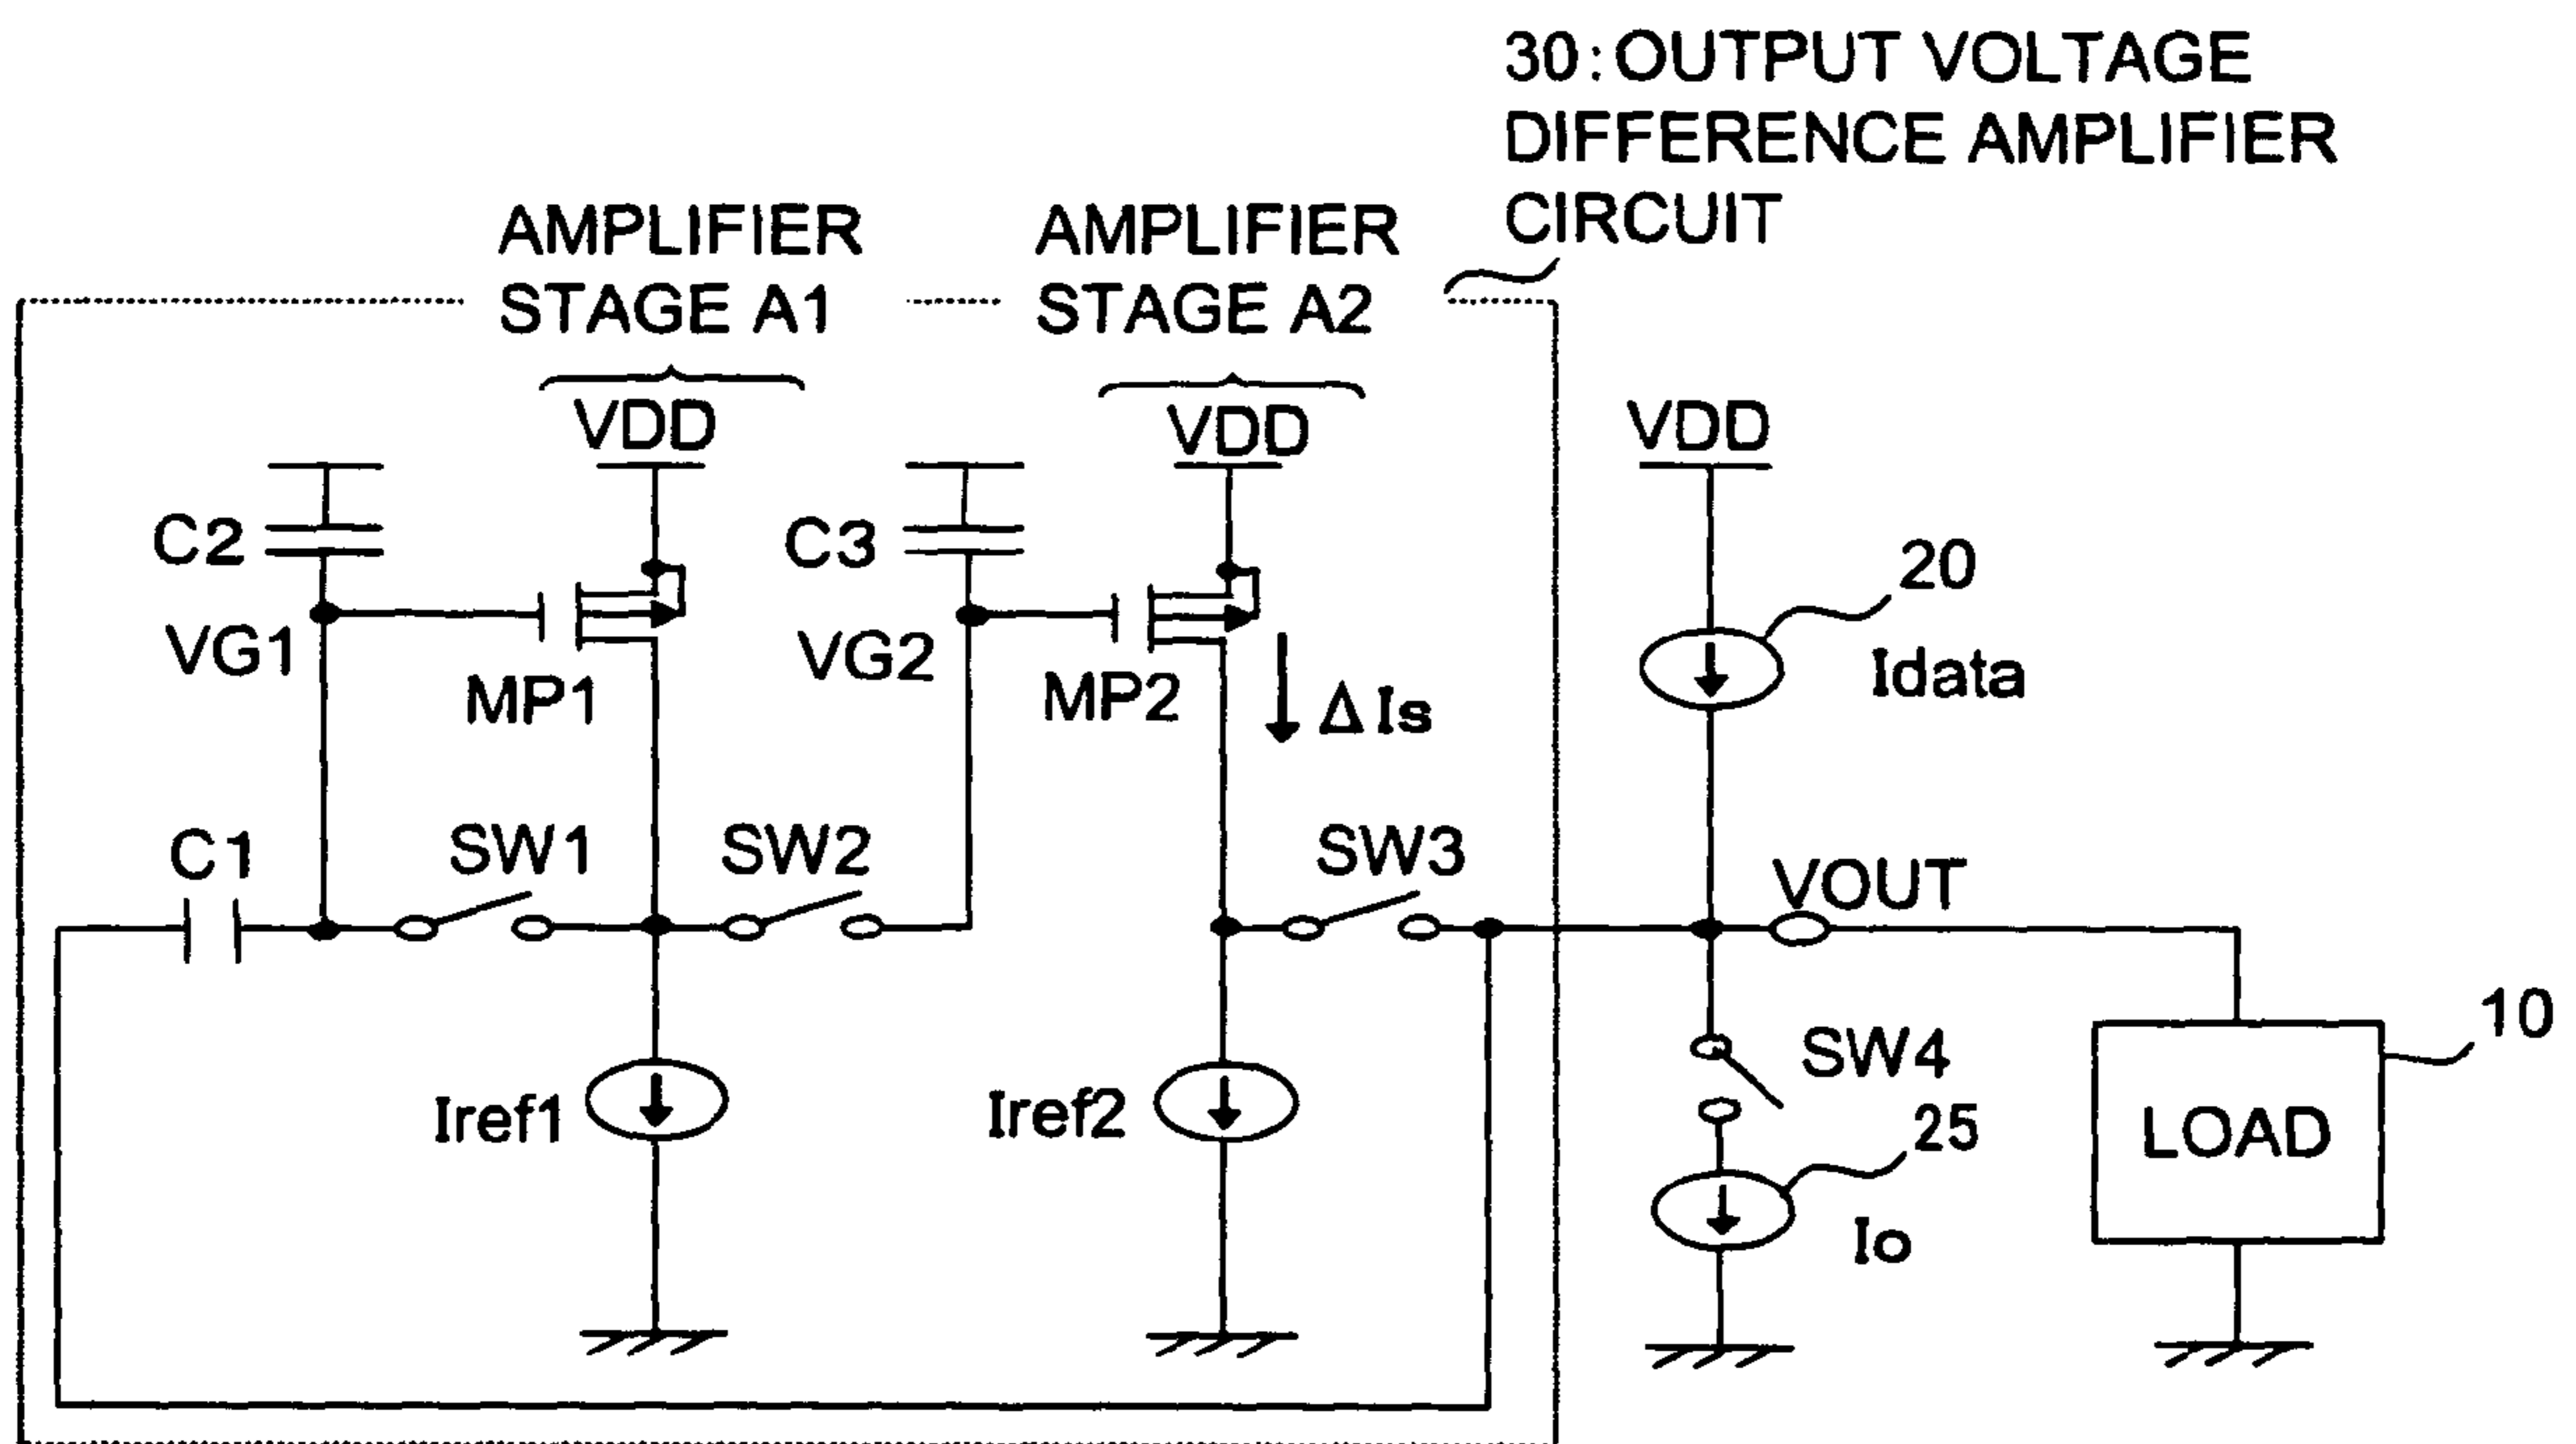 30:OUTPUT VOLTAGE
DIFFERENCE AMPLIFIER
CIRCUIT
AMPLIFIER
STAGE A1
AMPLIFIER
STAGE A2
VDD
VDD
VDD
C2
C3
20
VG1
MP1
VG2
MP2
ΔIs
Idata
C1
SW1
SW2
SW3
VOUT
10
SW4
Iref1
Iref2
25
LOAD
Io